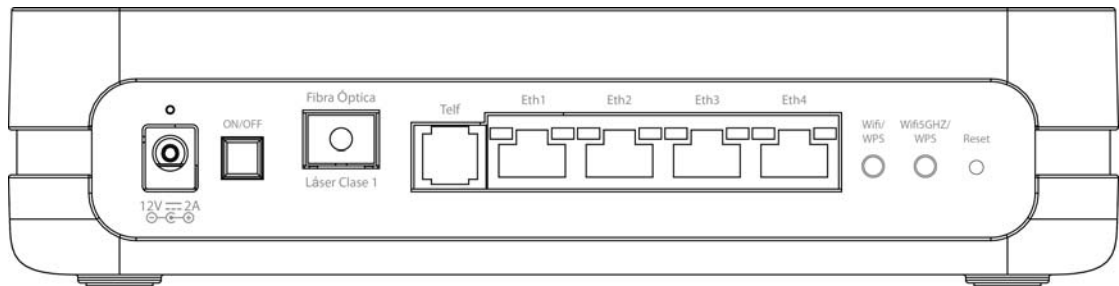 12V ⎓ 2A
ON/OFF
Fibra Óptica
Láser Clase 1
Telf
Eth1
Eth2
Eth3
Eth4
Wifi/
WPS
Wifi5GHZ/
WPS
Reset